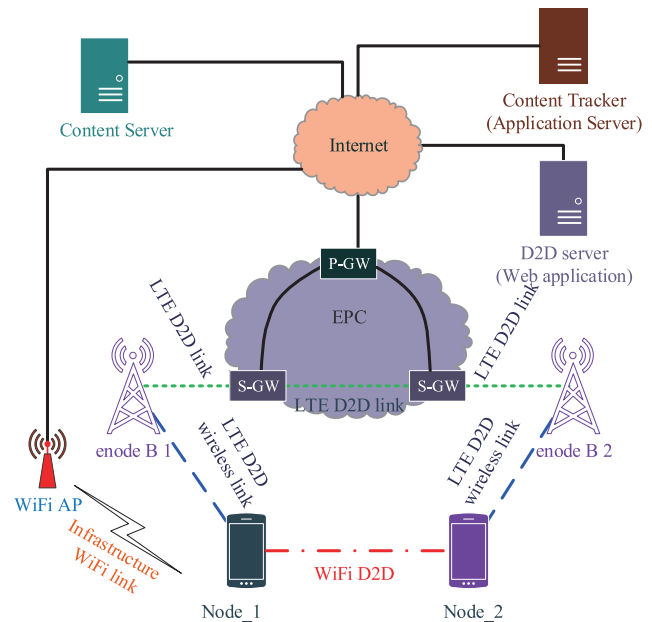 Content Server
Content Tracker
(Application Server)
Internet
D2D server
(Web application)
P-GW
EPC
LTE D2D link
LTE D2D link
S-GW
S-GW
LTE D2D link
enode B 1
enode B 2
LTE D2D
wireless link
LTE D2D
wireless link
WiFi AP
Infrastructure
WiFi link
WiFi D2D
Node_1
Node_2